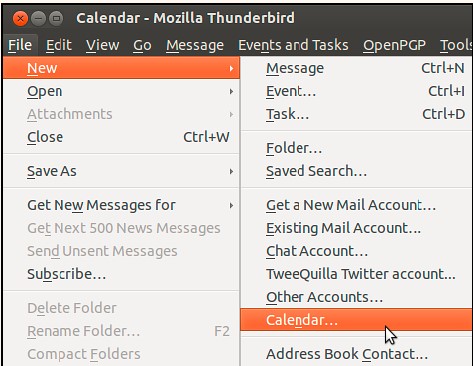 Calendar - Mozilla Thunderbird
File Edit View Go Message Events and Tasks OpenPGP Tools
New
Open
Attachments
Close Ctrl+W
Save As
Get New Messages for
Get Next 500 News Messages
Send Unsent Messages
Subscribe...
Delete Folder
Rename Folder... F2
Compact Folders
Message Ctrl+N
Event... Ctrl+I
Task... Ctrl+D
Folder...
Saved Search...
Get a New Mail Account...
Existing Mail Account...
Chat Account...
TweeQuilla Twitter account...
Other Accounts...
Calendar...
Address Book Contact...